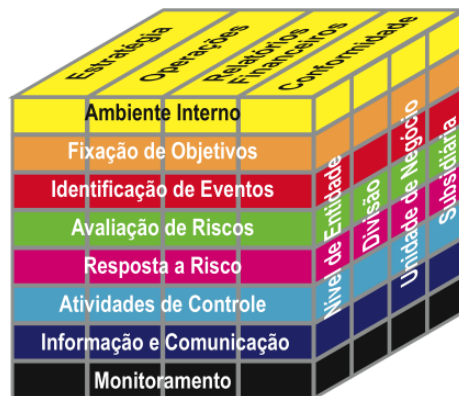 Estratégia
Operações
Relatórios
Financeiros
Conformidade
Ambiente Interno
Fixação de Objetivos
Identificação de Eventos
Avaliação de Riscos
Resposta a Risco
Atividades de Controle
Informação e Comunicação
Monitoramento
Nível de Entidade
Divisão
Unidade de Negócio
Subsidiária